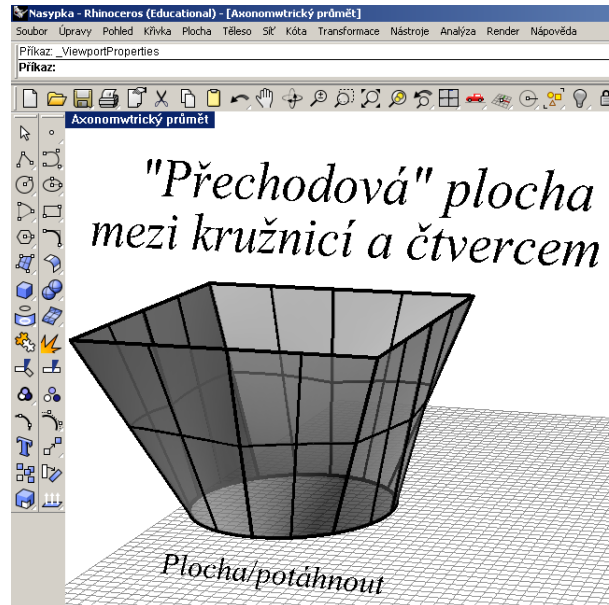 Nasypka - Rhinoceros (Educational) - [Axonomwtrický průmět]
Soubor Úpravy Pohled Křivka Plocha Těleso Síť Kóta Transformace Nástroje Analýza Render Nápověda
Příkaz: _ViewportProperties
Příkaz:
Axonomwtrický průmět
"Přechodová" plocha
mezi kružnicí a čtvercem
Plocha/potáhnout